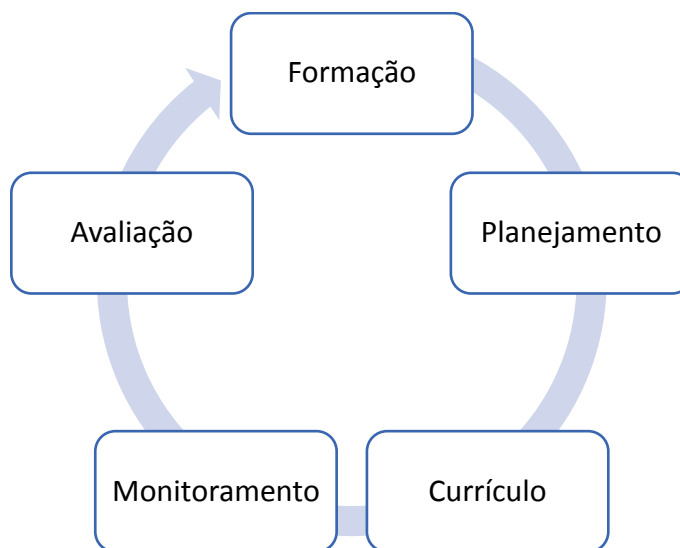 Formação
Planejamento
Currículo
Monitoramento
Avaliação